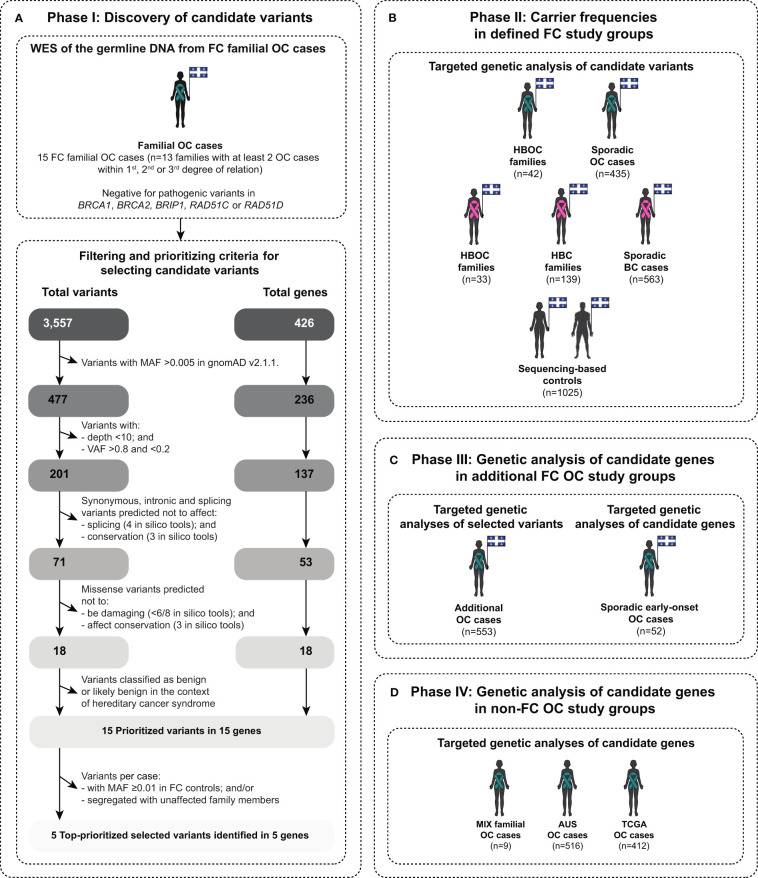 A Phase I: Discovery of candidate variants
WES of the germline DNA from FC familial OC cases
Familial OC cases
15 FC familial OC cases (n=13 families with at least 2 OC cases
within 1st, 2nd or 3rd degree of relation)
Negative for pathogenic variants in
BRCA1, BRCA2, BRIP1, RAD51C or RAD51D
Filtering and prioritizing criteria for
selecting candidate variants
Total variants
Total genes
3,557
426
Variants with MAF >0.005 in gnomAD v2.1.1.
477
236
Variants with:
- depth <10; and
- VAF >0.8 and <0.2
201
137
Synonymous, intronic and splicing
variants predicted not to affect:
- splicing (4 in silico tools); and
- conservation (3 in silico tools)
71
53
Missense variants predicted
not to:
- be damaging (<6/8 in silico tools); and
- affect conservation (3 in silico tools)
18
18
Variants classified as benign
or likely benign in the context
of hereditary cancer syndrome
15 Prioritized variants in 15 genes
Variants per case:
- with MAF ≥0.01 in FC controls; and/or
- segregated with unaffected family members
5 Top-prioritized selected variants identified in 5 genes
B Phase II: Carrier frequencies
in defined FC study groups
Targeted genetic analysis of candidate variants
HBOC
families
(n=42)
Sporadic
OC cases
(n=435)
HBOC
families
(n=33)
HBC
families
(n=139)
Sporadic
BC cases
(n=563)
Sequencing-based
controls
(n=1025)
C Phase III: Genetic analysis of candidate genes
in additional FC OC study groups
Targeted genetic
analyses of selected variants
Additional
OC cases
(n=553)
Targeted genetic
analyses of candidate genes
Sporadic early-onset
OC cases
(n=52)
D Phase IV: Genetic analysis of candidate genes
in non-FC OC study groups
Targeted genetic analyses of candidate genes
MIX familial
OC cases
(n=9)
AUS
OC cases
(n=516)
TCGA
OC cases
(n=412)